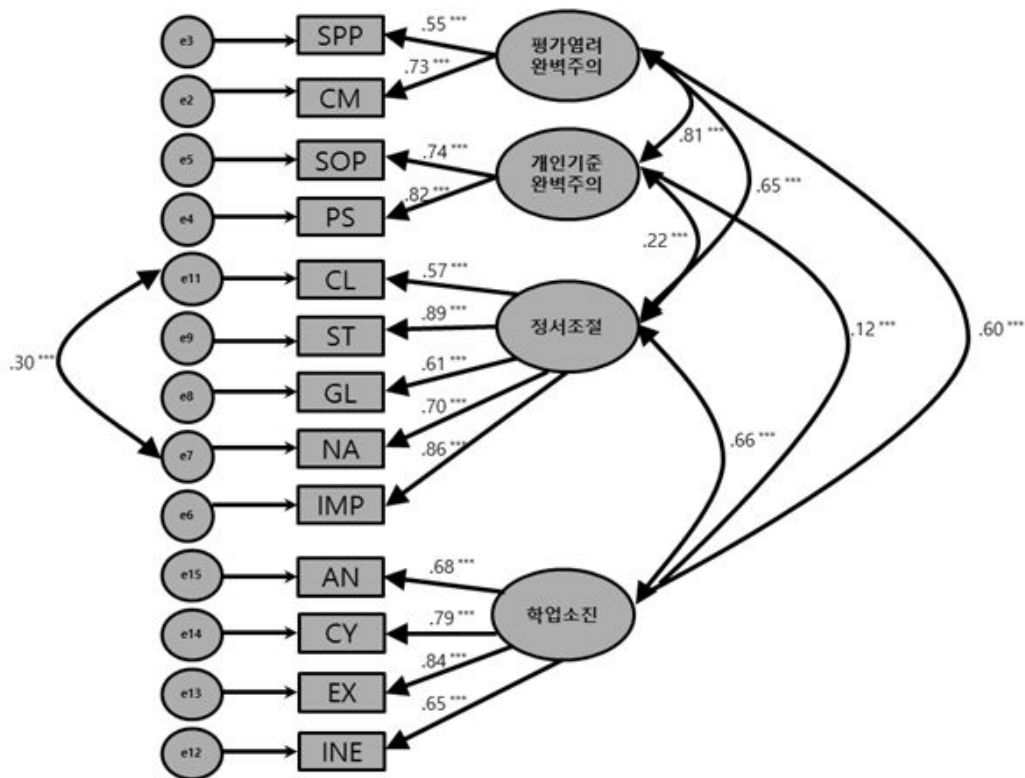 e3
SPP
.55 ***
평가염려
완벽주의
e2
CM
.73 ***
.81 ***
e5
SOP
.74 ***
개인기준
완벽주의
.65 ***
e4
PS
.82 ***
.22 ***
e11
CL
.57 ***
정서조절
e9
ST
.89 ***
.12 ***
.60 ***
.30 ***
e8
GL
.61 ***
e7
NA
.70 ***
.66 ***
e6
IMP
.86 ***
e15
AN
.68 ***
학업소진
e14
CY
.79 ***
e13
EX
.84 ***
e12
INE
.65 ***